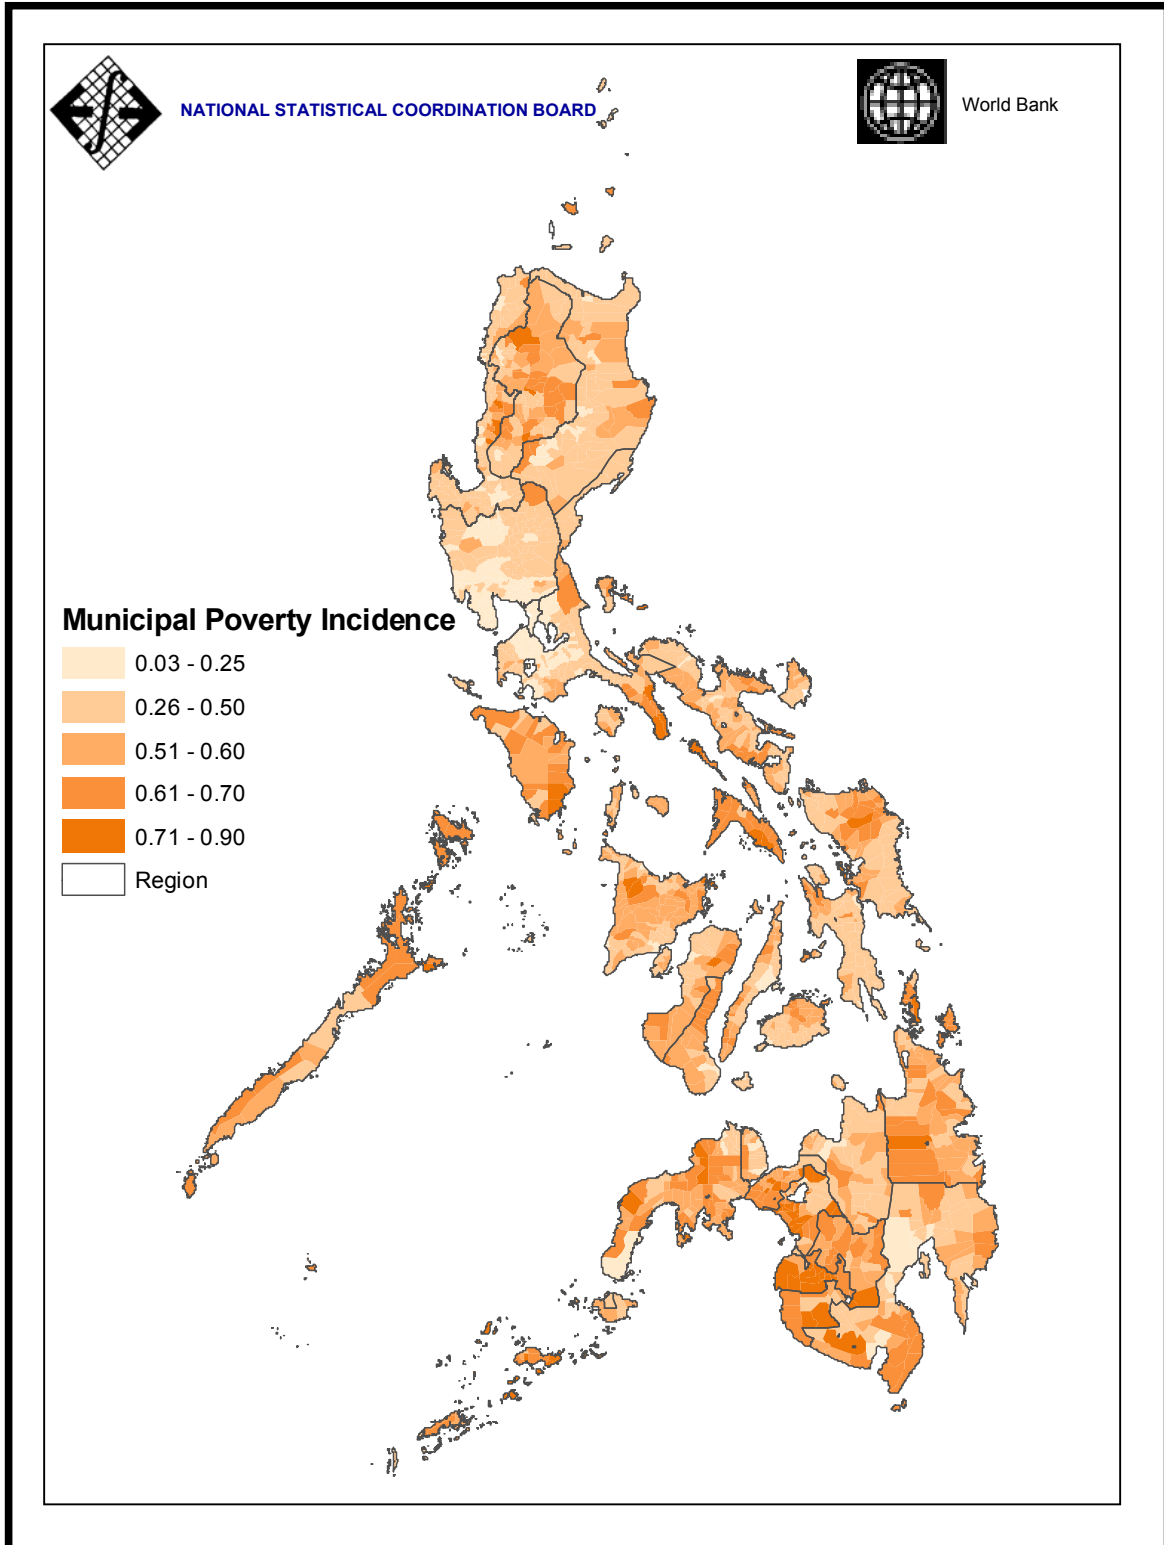 NATIONAL STATISTICAL COORDINATION BOARD
World Bank
Municipal Poverty Incidence
0.03 - 0.25
0.26 - 0.50
0.51 - 0.60
0.61 - 0.70
0.71 - 0.90
Region